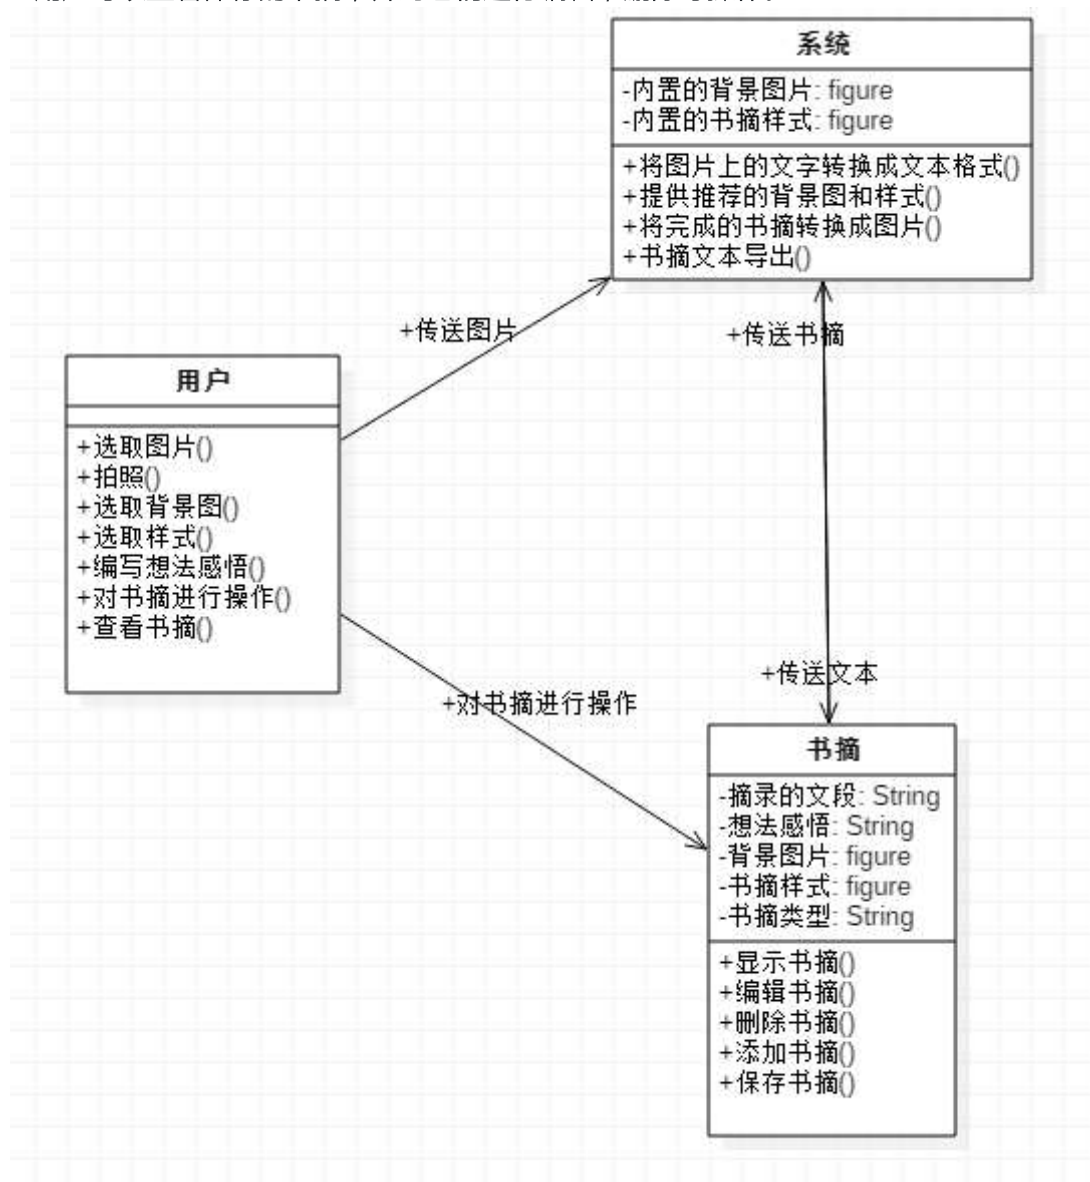 系统
-内置的背景图片: figure
-内置的书摘样式: figure
+将图片上的文字转换成文本格式()
+提供推荐的背景图和样式()
+将完成的书摘转换成图片()
+书摘文本导出()
+传送图片
+传送书摘
用户
+选取图片()
+拍照()
+选取背景图()
+选取样式()
+编写想法感悟()
+对书摘进行操作()
+查看书摘()
+对书摘进行操作
+传送文本
书摘
-摘录的文段: String
-想法感悟: String
-背景图片: figure
-书摘样式: figure
-书摘类型: String
+显示书摘()
+编辑书摘()
+删除书摘()
+添加书摘()
+保存书摘()